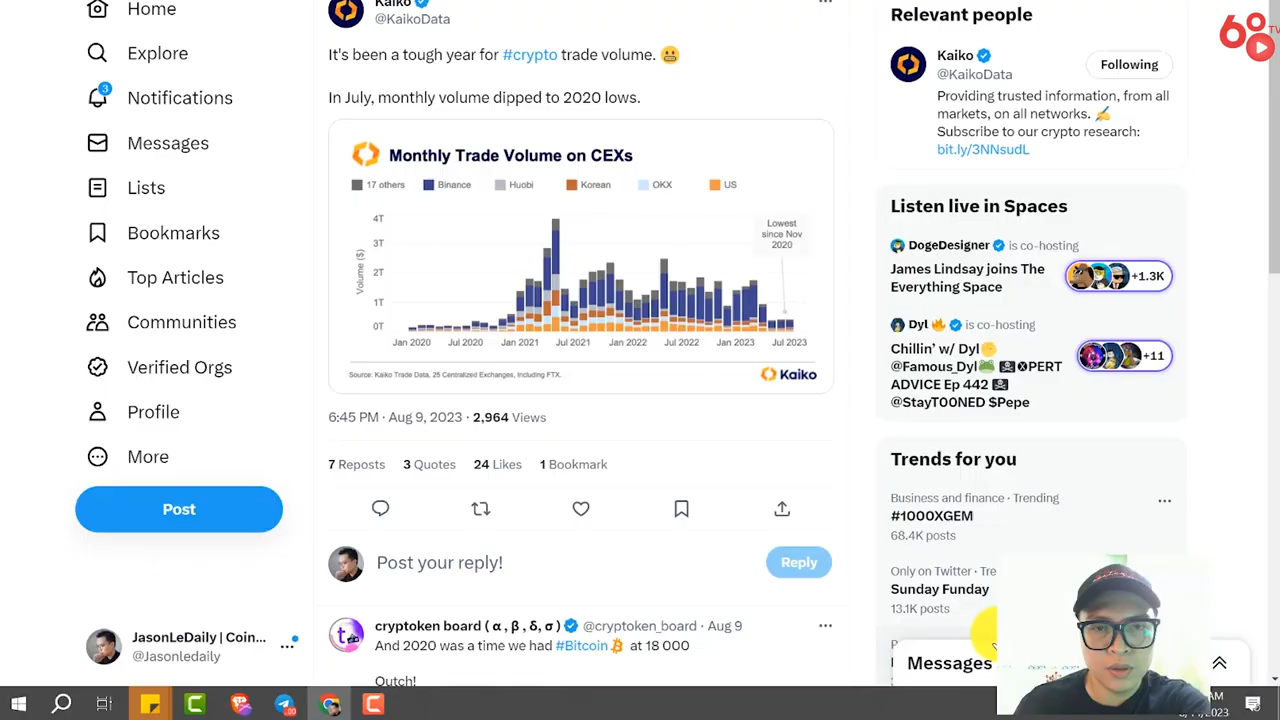 Home
Explore
3
Notifications
Messages
Lists
Bookmarks
Top Articles
Communities
Verified Orgs
Profile
More
Post
JasonLeDaily | Coin...
@Jasonledaily
Kaiko
@KaikoData
It's been a tough year for #crypto trade volume. 😬
In July, monthly volume dipped to 2020 lows.
Monthly Trade Volume on CEXs
17 others Binance Huobi Korean OKX US
Lowest
since Nov
2020
Volume ($)
4T
3T
2T
1T
0T
Jan 2020 Jul 2020 Jan 2021 Jul 2021 Jan 2022 Jul 2022 Jan 2023 Jul 2023
Source: Kaiko Trade Data, 25 Centralized Exchanges, Including FTX.
Kaiko
6:45 PM · Aug 9, 2023 · 2,964 Views
7 Reposts 3 Quotes 24 Likes 1 Bookmark
Post your reply!
Reply
cryptoken board ( α , β , δ, σ ) @cryptoken_board · Aug 9
And 2020 was a time we had #Bitcoin at 18 000
Outch!
Relevant people
Kaiko
@KaikoData
Following
Providing trusted information, from all
markets, on all networks. ✍️
Subscribe to our crypto research:
bit.ly/3NNsudL
Listen live in Spaces
DogeDesigner is co-hosting
James Lindsay joins The
Everything Space
+1.3K
Dyl 🔥 is co-hosting
Chillin' w/ Dyl
@Famous_Dyl🐸 🏴‍☠️❌PERT
ADVICE Ep 442 🏴‍☠️
@StayT00NED $Pepe
+11
Trends for you
Business and finance · Trending
#1000XGEM
68.4K posts
Only on Twitter · Tre
Sunday Funday
13.1K posts
Messages
6° TV
AM